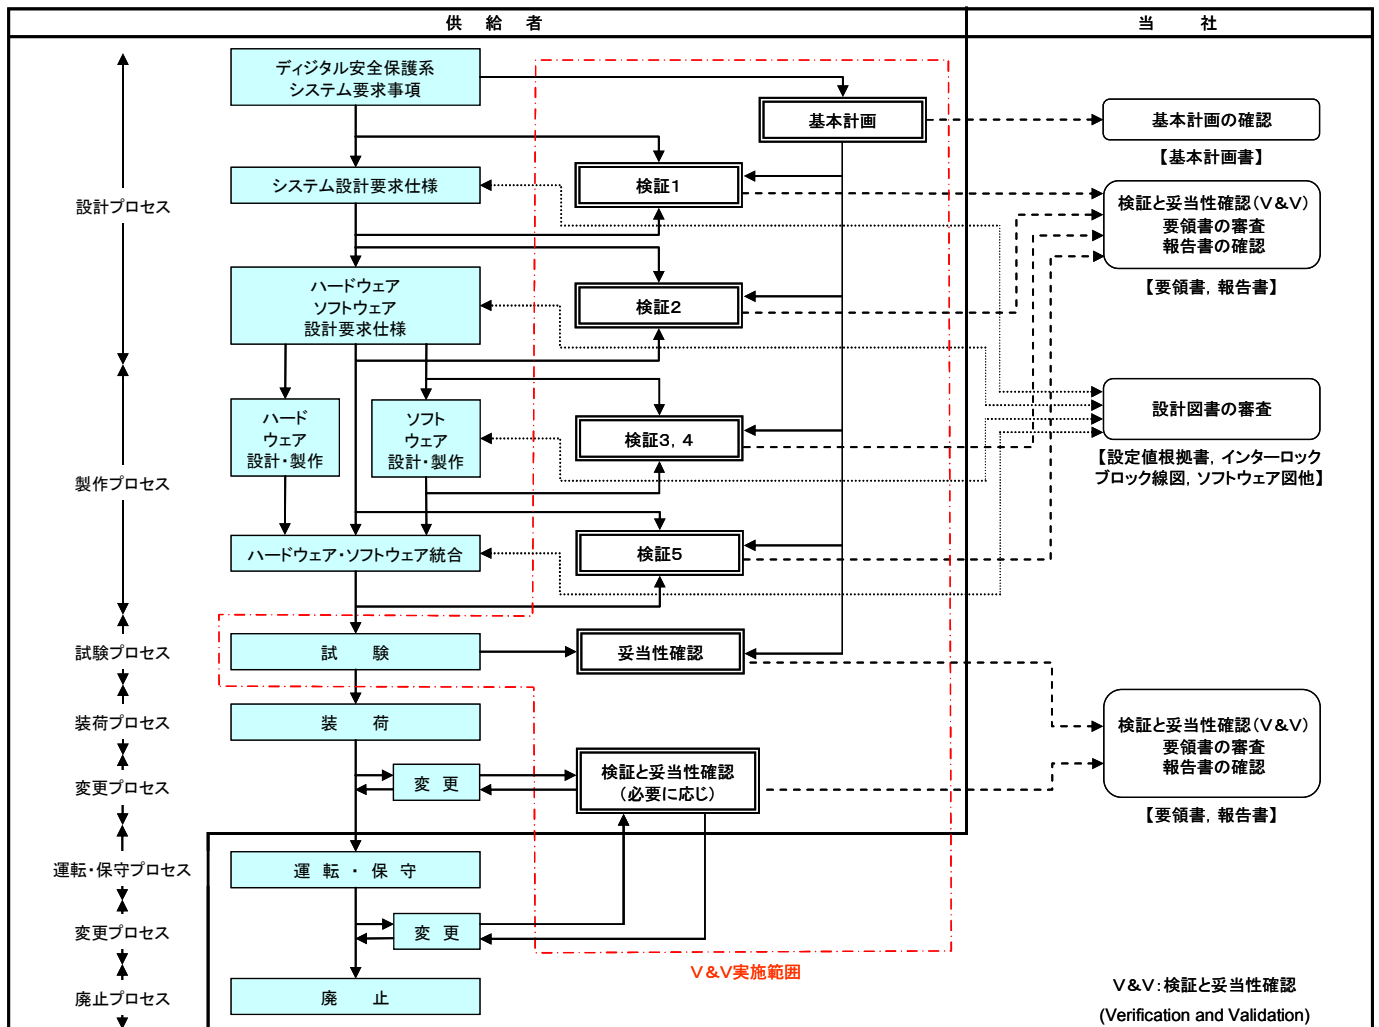 供 給 者
当 社
ディジタル安全保護系
システム要求事項
基本計画
基本計画の確認
【基本計画書】
設計プロセス
システム設計要求仕様
検証1
検証と妥当性確認(V&V)
要領書の審査
報告書の確認
【要領書, 報告書】
ハードウェア
ソフトウェア
設計要求仕様
検証2
製作プロセス
ハード
ウェア
設計・製作
ソフト
ウェア
設計・製作
検証3, 4
設計図書の審査
【設定値根拠書, インターロック
ブロック線図, ソフトウェア図他】
ハードウェア・ソフトウェア統合
検証5
試験プロセス
試 験
妥当性確認
装荷プロセス
装 荷
検証と妥当性確認(V&V)
要領書の審査
報告書の確認
【要領書, 報告書】
変更プロセス
変 更
検証と妥当性確認
(必要に応じ)
運転・保守プロセス
運 転 ・ 保 守
変更プロセス
変 更
V&V実施範囲
廃止プロセス
廃 止
V&V:検証と妥当性確認
(Verification and Validation)